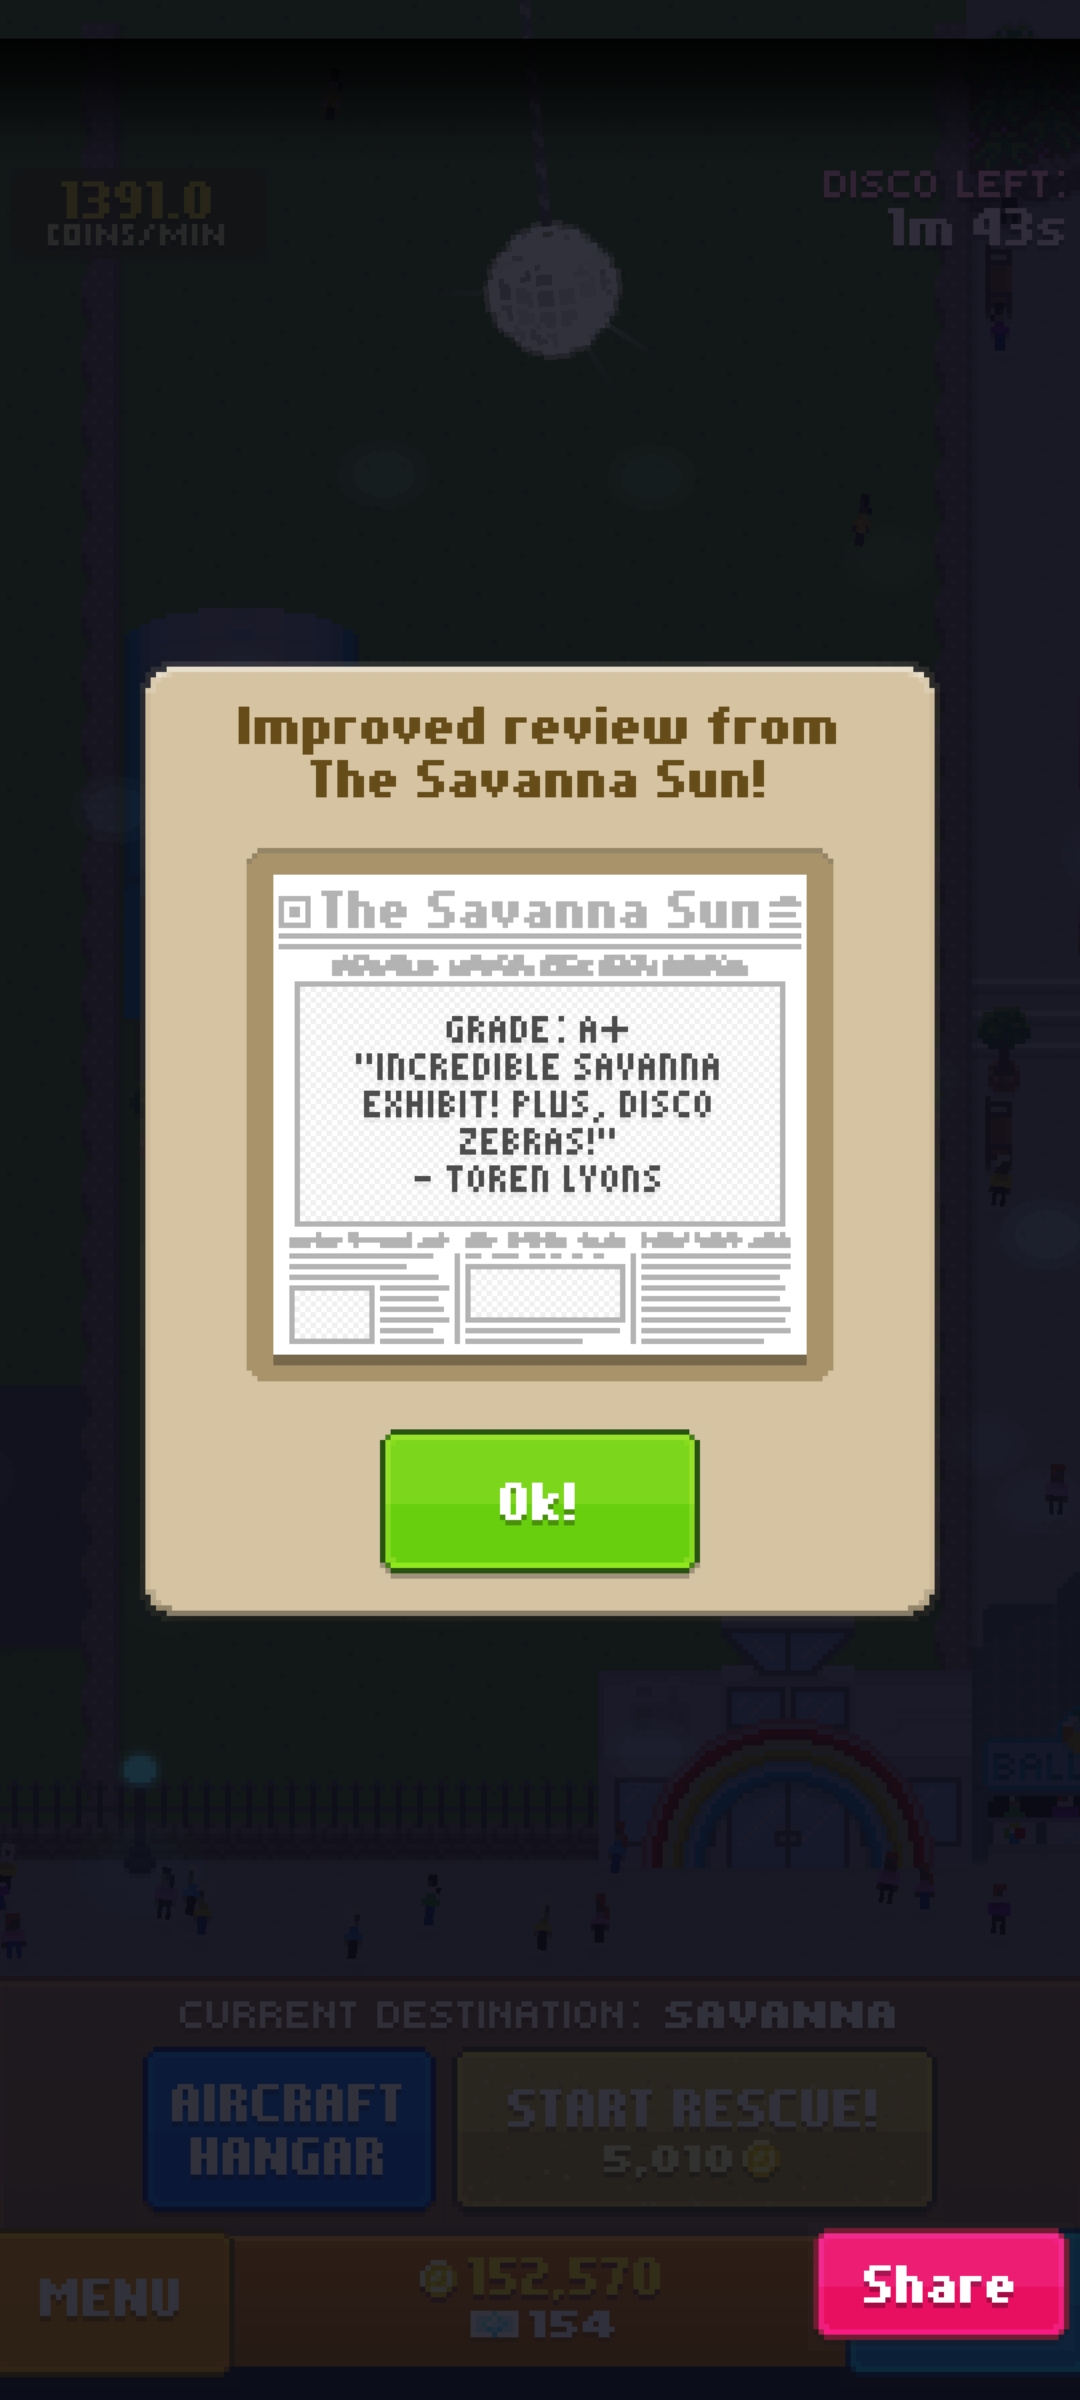 1391.0
COINS/MIN
DISCO LEFT:
1m 43s
Improved review from
The Savanna Sun!
The Savanna Sun
GRADE: A+
"INCREDIBLE SAVANNA
EXHIBIT! PLUS, DISCO
ZEBRAS!"
- TOREN LYONS
Ok!
BALL
CURRENT DESTINATION: SAVANNA
AIRCRAFT
HANGAR
START RESCUE!
5,010
MENU
152,570
154
Share